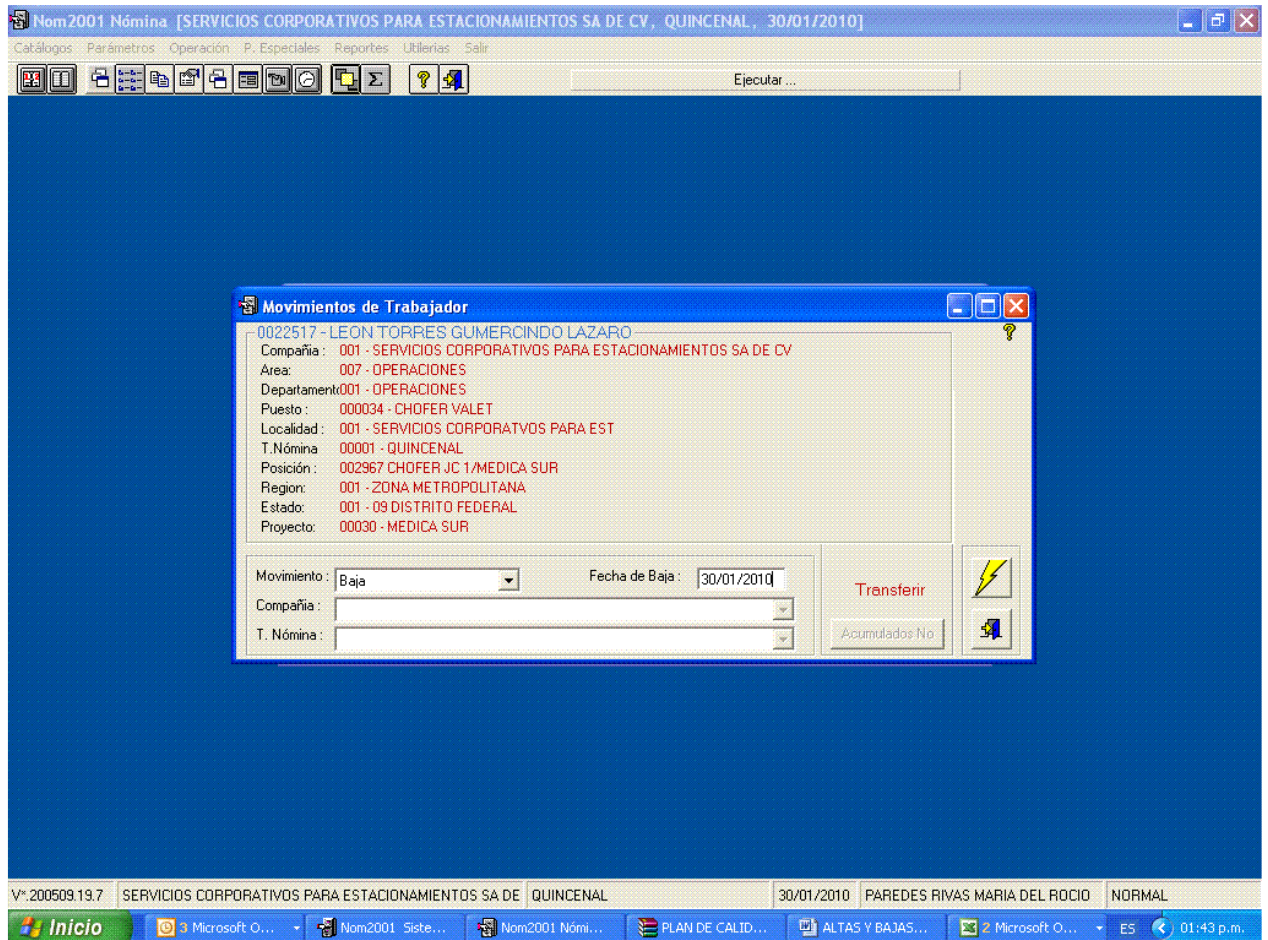 Nom2001 Nómina [SERVICIOS CORPORATIVOS PARA ESTACIONAMIENTOS SA DE CV, QUINCENAL, 30/01/2010]
Catálogos Parámetros Operación P. Especiales Reportes Utilerias Salir
Ejecutar ...
Movimientos de Trabajador
0022517 - LEON TORRES GUMERCINDO LAZARO
Compañia : 001 - SERVICIOS CORPORATIVOS PARA ESTACIONAMIENTOS SA DE CV
Area: 007 - OPERACIONES
Departamento 001 - OPERACIONES
Puesto : 000034 - CHOFER VALET
Localidad : 001 - SERVICIOS CORPORATVOS PARA EST
T.Nómina 00001 - QUINCENAL
Posición : 002967 CHOFER JC 1/MEDICA SUR
Region: 001 - ZONA METROPOLITANA
Estado: 001 - 09 DISTRITO FEDERAL
Proyecto: 00030 - MEDICA SUR
Movimiento : Baja Fecha de Baja : 30/01/2010
Compañia :
T. Nómina :
Transferir
Acumulados No
V*.200509.19.7 SERVICIOS CORPORATIVOS PARA ESTACIONAMIENTOS SA DE QUINCENAL 30/01/2010 PAREDES RIVAS MARIA DEL ROCIO NORMAL
Inicio 3 Microsoft O... Nom2001 Siste... Nom2001 Nómi... PLAN DE CALID... ALTAS Y BAJAS... 2 Microsoft O... ES 01:43 p.m.